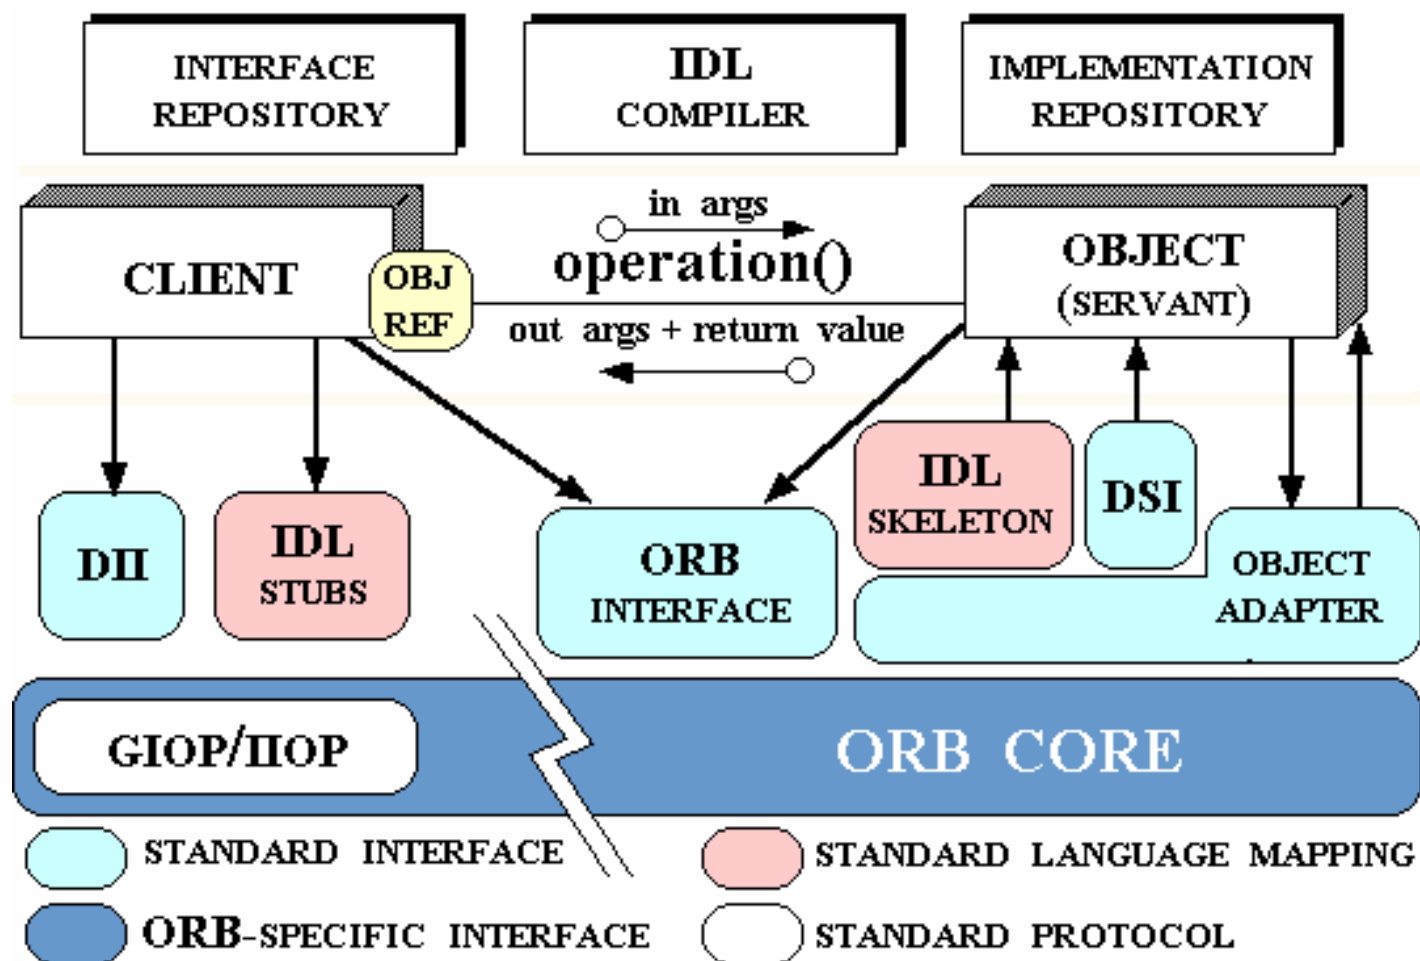 INTERFACE
REPOSITORY
IDL
COMPILER
IMPLEMENTATION
REPOSITORY
CLIENT
OBJ
REF
in args
operation()
out args + return value
OBJECT
(SERVANT)
DII
IDL
STUBS
ORB
INTERFACE
IDL
SKELETON
DSI
OBJECT
ADAPTER
GIOP/IIOP
ORB CORE
STANDARD INTERFACE
STANDARD LANGUAGE MAPPING
ORB-SPECIFIC INTERFACE
STANDARD PROTOCOL